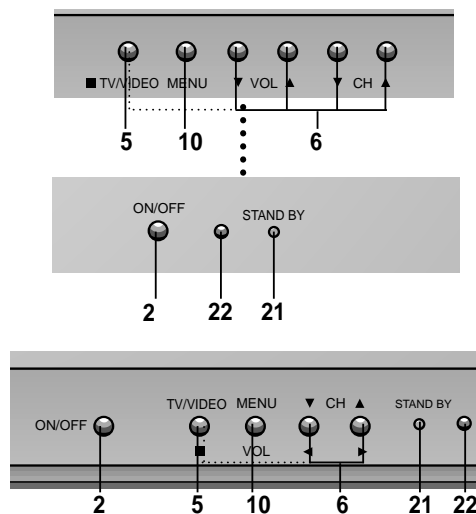 ■ TV/VIDEO MENU ▼ VOL ▲ ▼ CH ▲
5 10 6
ON/OFF STAND BY
2 22 21
TV/VIDEO MENU ▼ CH ▲ STAND BY
ON/OFF
■ VOL ◄ ►
2 5 10 6 21 22